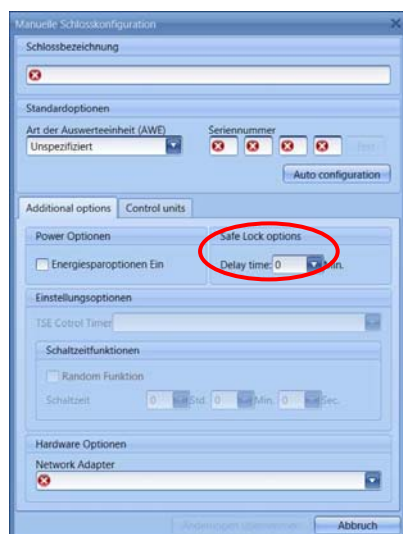 Manuelle Schlosskonfiguration
Schlossbezeichnung
Standardoptionen
Art der Auswerteeinheit (AWE) Seriennummer
Unspezifiziert Test
Auto configuration
Additional options Control units
Power Optionen Safe Lock options
Energiesparoptionen Ein Delay time: 0 Min.
Einstellungsoptionen
TSE Cotrol Timer
Schaltzeitfunktionen
Random Funktion
Schaltzeit 0 Std. 0 Min. 0 Sec.
Hardware Optionen
Network Adapter
Änderungen übernehmen Abbruch